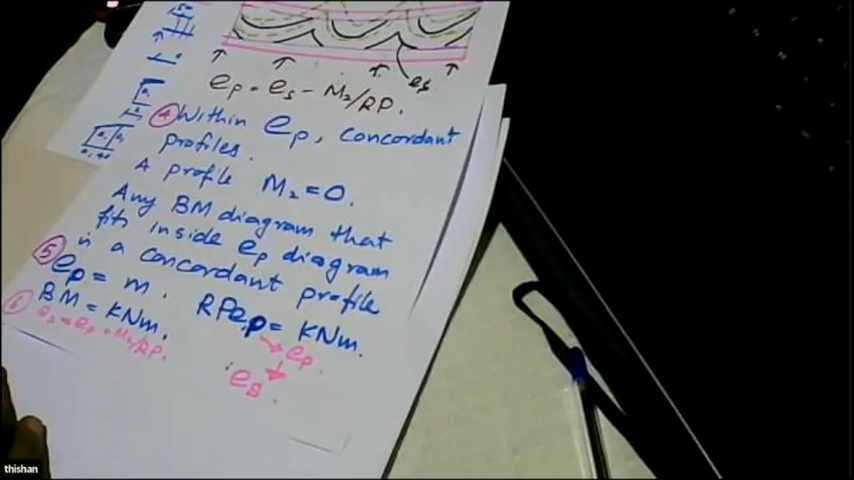 es
ep = es - M2/RP.
④ Within ep, concordant
profiles.
A profile M2 = 0.
Any BM diagram that
fits inside ep diagram
is a concordant profile
⑤ ep = m. RPep = kNm.
BM = kNm.
⑥ es = ep + M2/RP.
ep.
es.
thishan